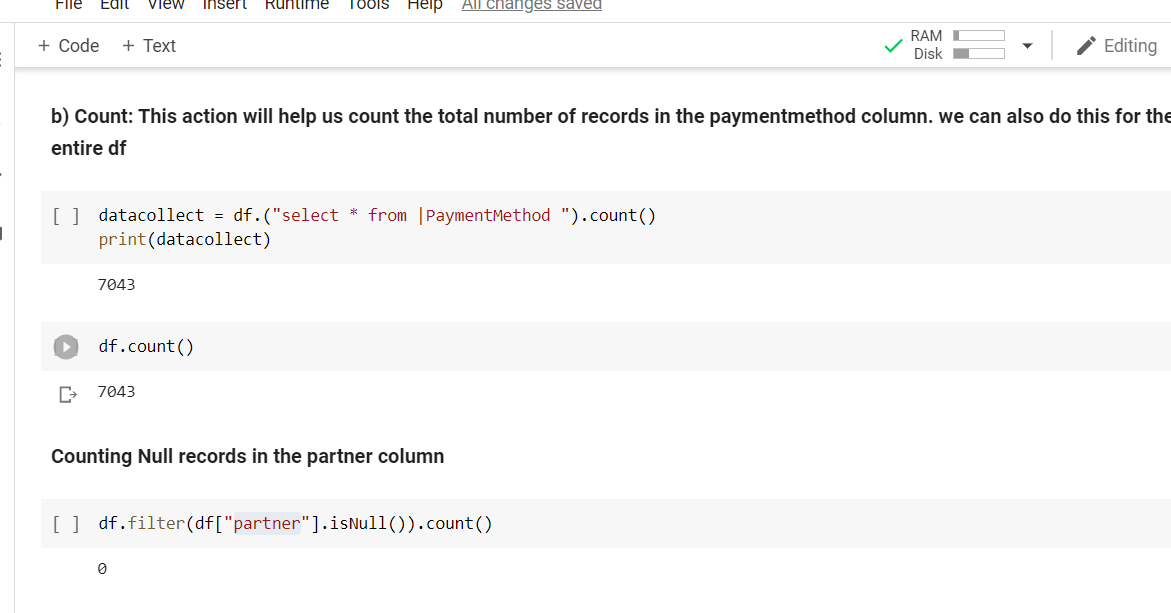 File Edit View Insert Runtime Tools Help All changes saved
+ Code + Text RAM Disk Editing
b) Count: This action will help us count the total number of records in the paymentmethod column. we can also do this for the
entire df
[ ] datacollect = df.("select * from |PaymentMethod ").count()
print(datacollect)
7043
df.count()
7043
Counting Null records in the partner column
[ ] df.filter(df["partner"].isNull()).count()
0